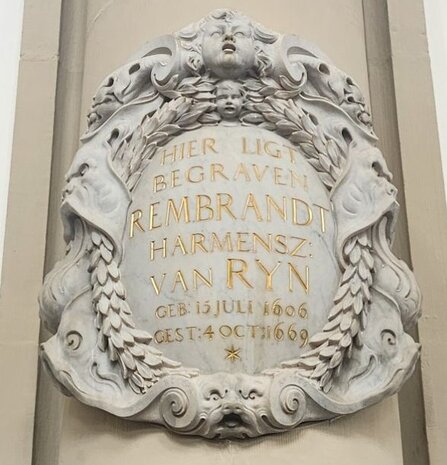 HIER LIGT
BEGRAVEN
REMBRANDT
HARMENSZ:
VAN RYN
GEB: 15 JULI 1606
GEST: 4 OCT: 1669